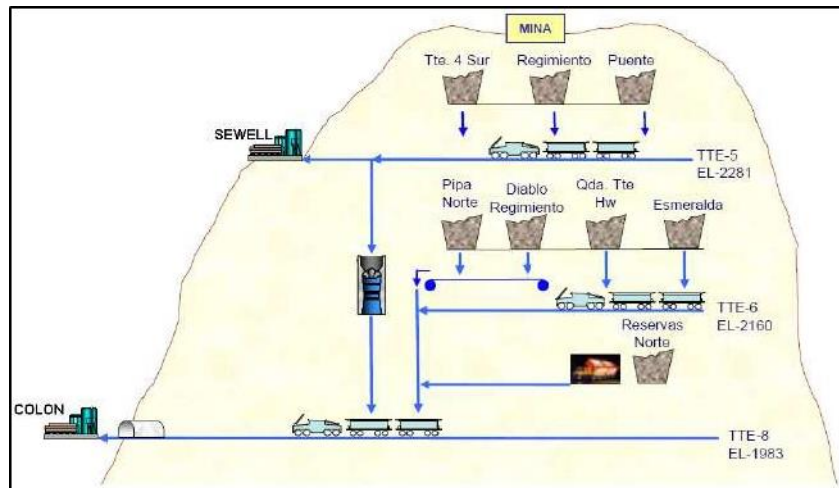 MINA
Tte. 4 Sur
Regimiento
Puente
SEWELL
TTE-5
EL-2281
Pipa
Norte
Diablo
Regimiento
Qda. Tte
Hw
Esmeralda
TTE-6
EL-2160
Reservas
Norte
COLON
TTE-8
EL-1983